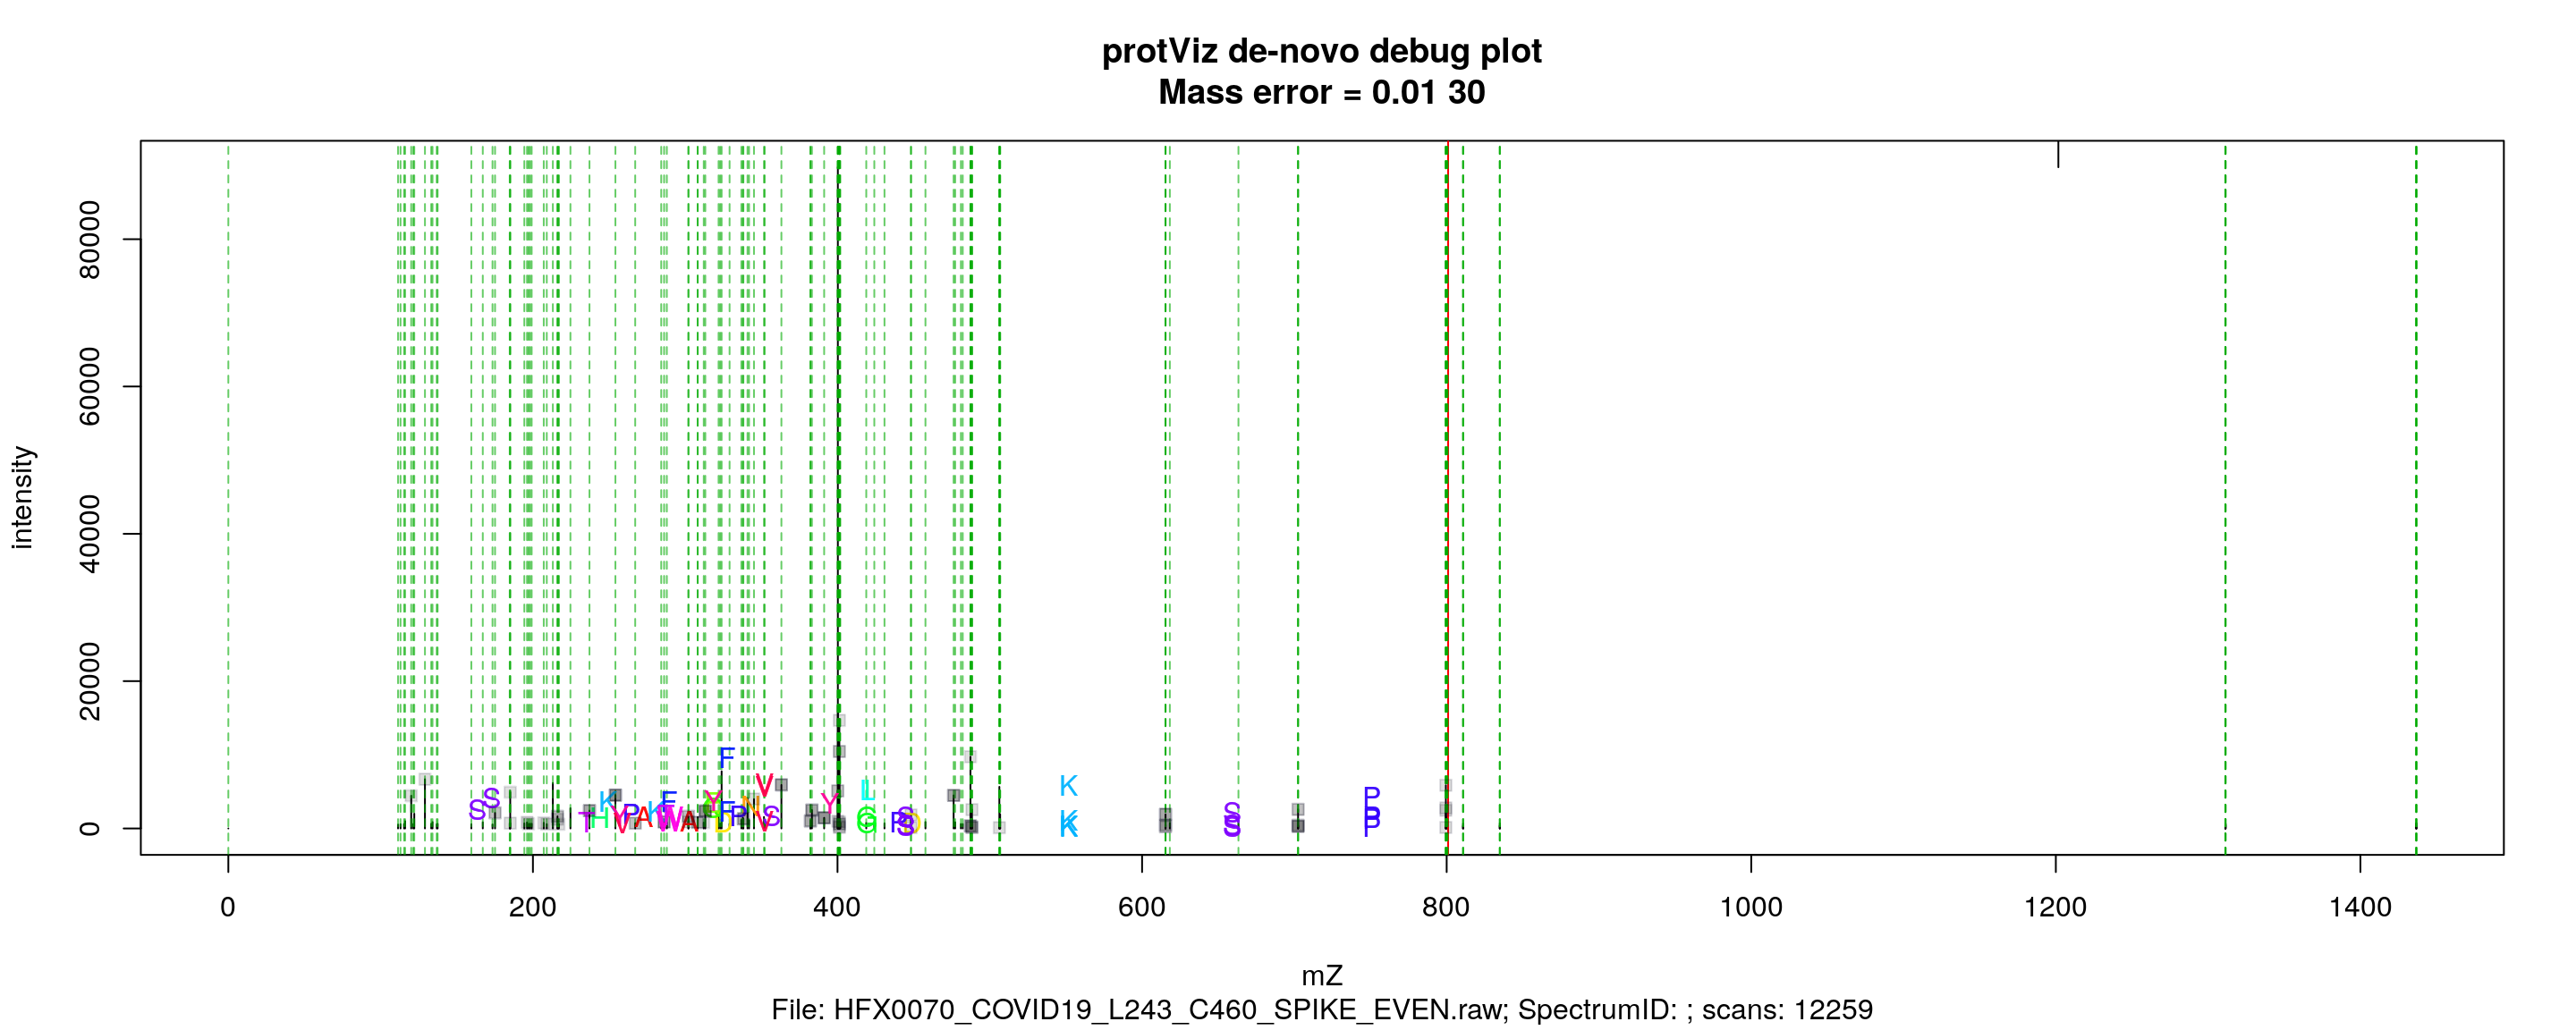 protViz de-novo debug plot
Mass error = 0.01 30
intensity
80000
60000
40000
20000
0
F
K
V
L
P
S
S
K
P
F
Y
N
Y
T
H
V
P
A
K
W
A
F
D
P
V
S
G
G
P
S
S
D
K
K
S
S
P
P
0 200 400 600 800 1000 1200 1400
mZ
File: HFX0070_COVID19_L243_C460_SPIKE_EVEN.raw; SpectrumID: ; scans: 12259